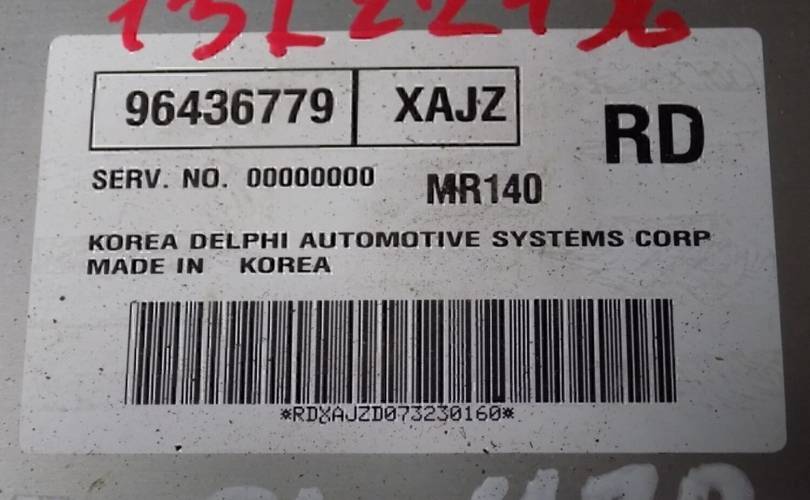 96436779 XAJZ RD
SERV. NO. 00000000 MR140
KOREA DELPHI AUTOMOTIVE SYSTEMS CORP
MADE IN KOREA
*RDXAJZD073230160*